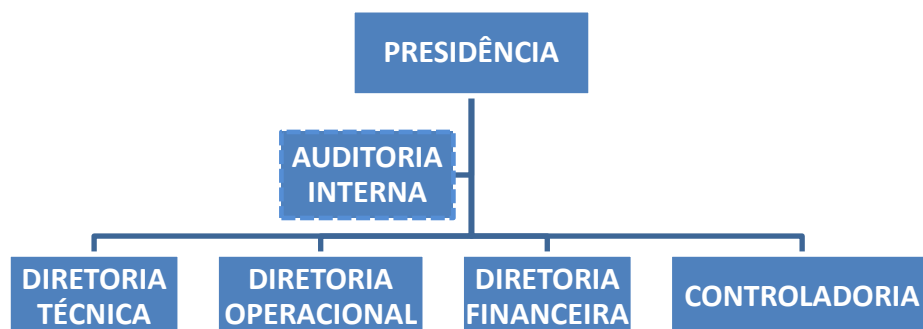 PRESIDÊNCIA
AUDITORIA
INTERNA
DIRETORIA
TÉCNICA
DIRETORIA
OPERACIONAL
DIRETORIA
FINANCEIRA
CONTROLADORIA